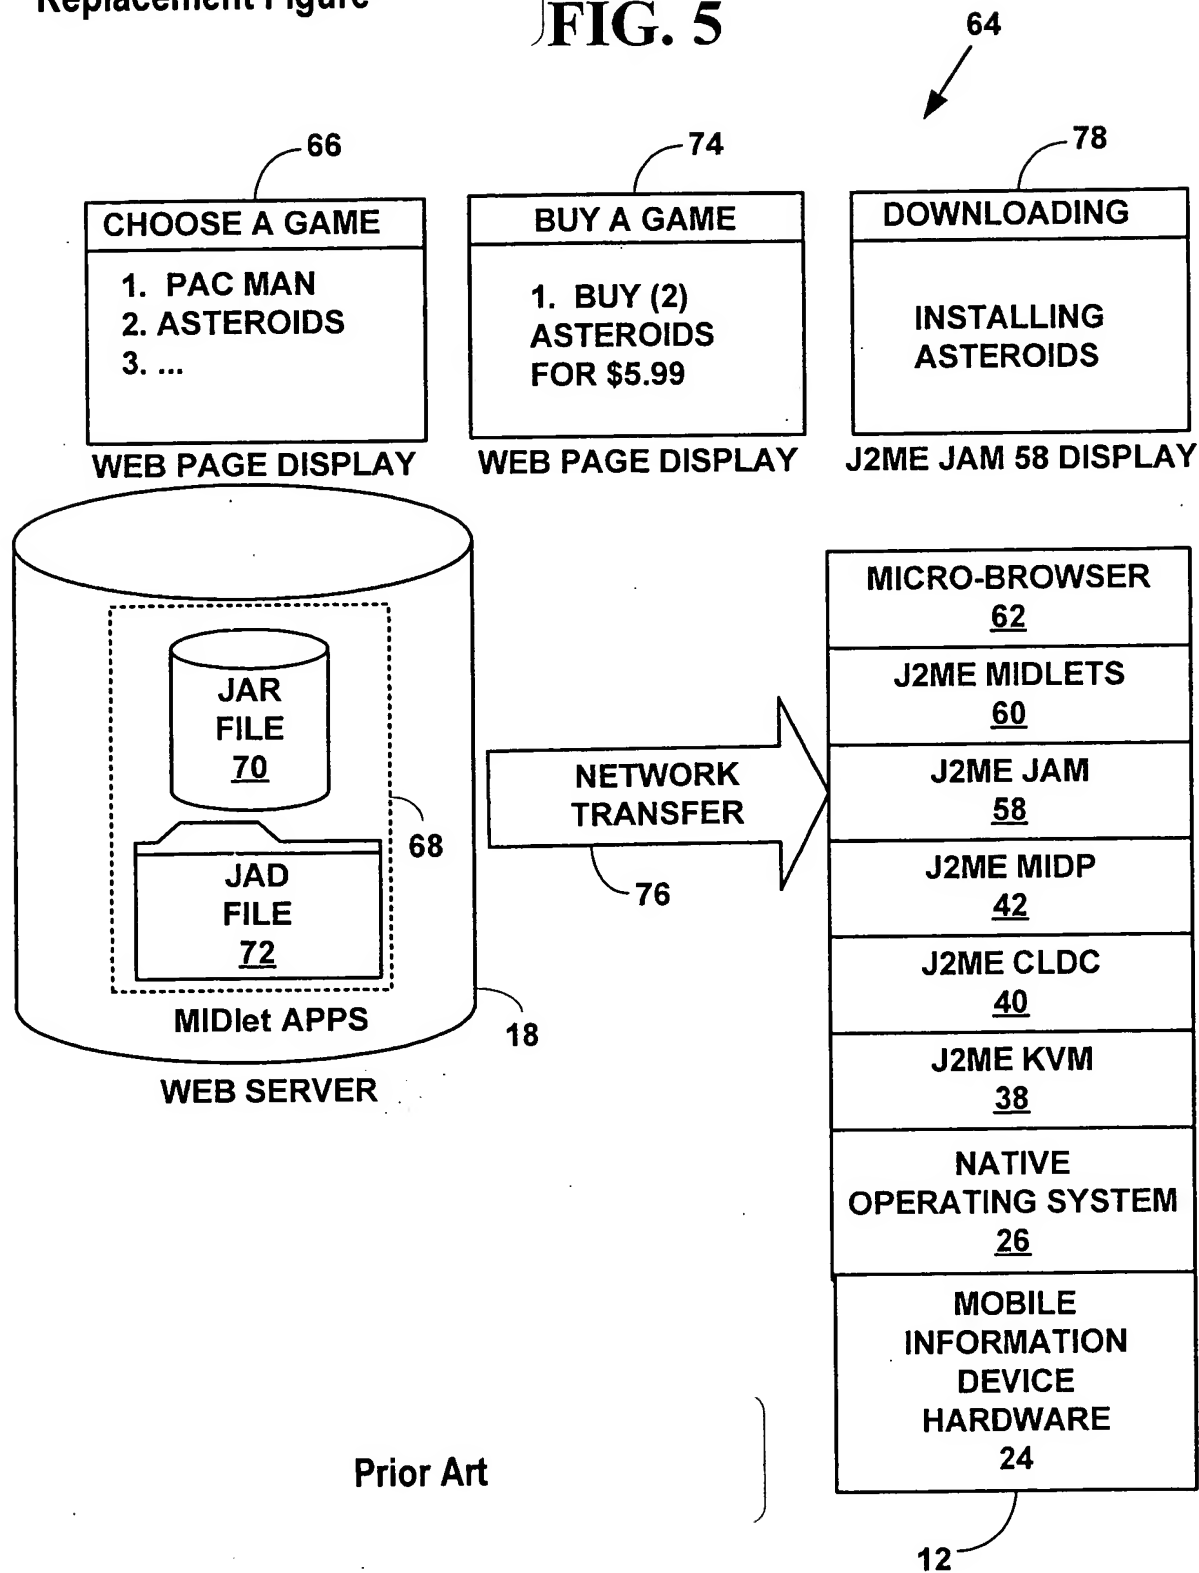 Replacement Figure
FIG. 5
64
66
74
78
CHOOSE A GAME
1. PAC MAN
2. ASTEROIDS
3. ...
WEB PAGE DISPLAY
BUY A GAME
1. BUY (2)
ASTEROIDS
FOR $5.99
WEB PAGE DISPLAY
DOWNLOADING
INSTALLING
ASTEROIDS
J2ME JAM 58 DISPLAY
JAR
FILE
70
JAD
FILE
72
68
MIDlet APPS
18
WEB SERVER
NETWORK
TRANSFER
76
MICRO-BROWSER
62
J2ME MIDLETS
60
J2ME JAM
58
J2ME MIDP
42
J2ME CLDC
40
J2ME KVM
38
NATIVE
OPERATING SYSTEM
26
MOBILE
INFORMATION
DEVICE
HARDWARE
24
12
Prior Art